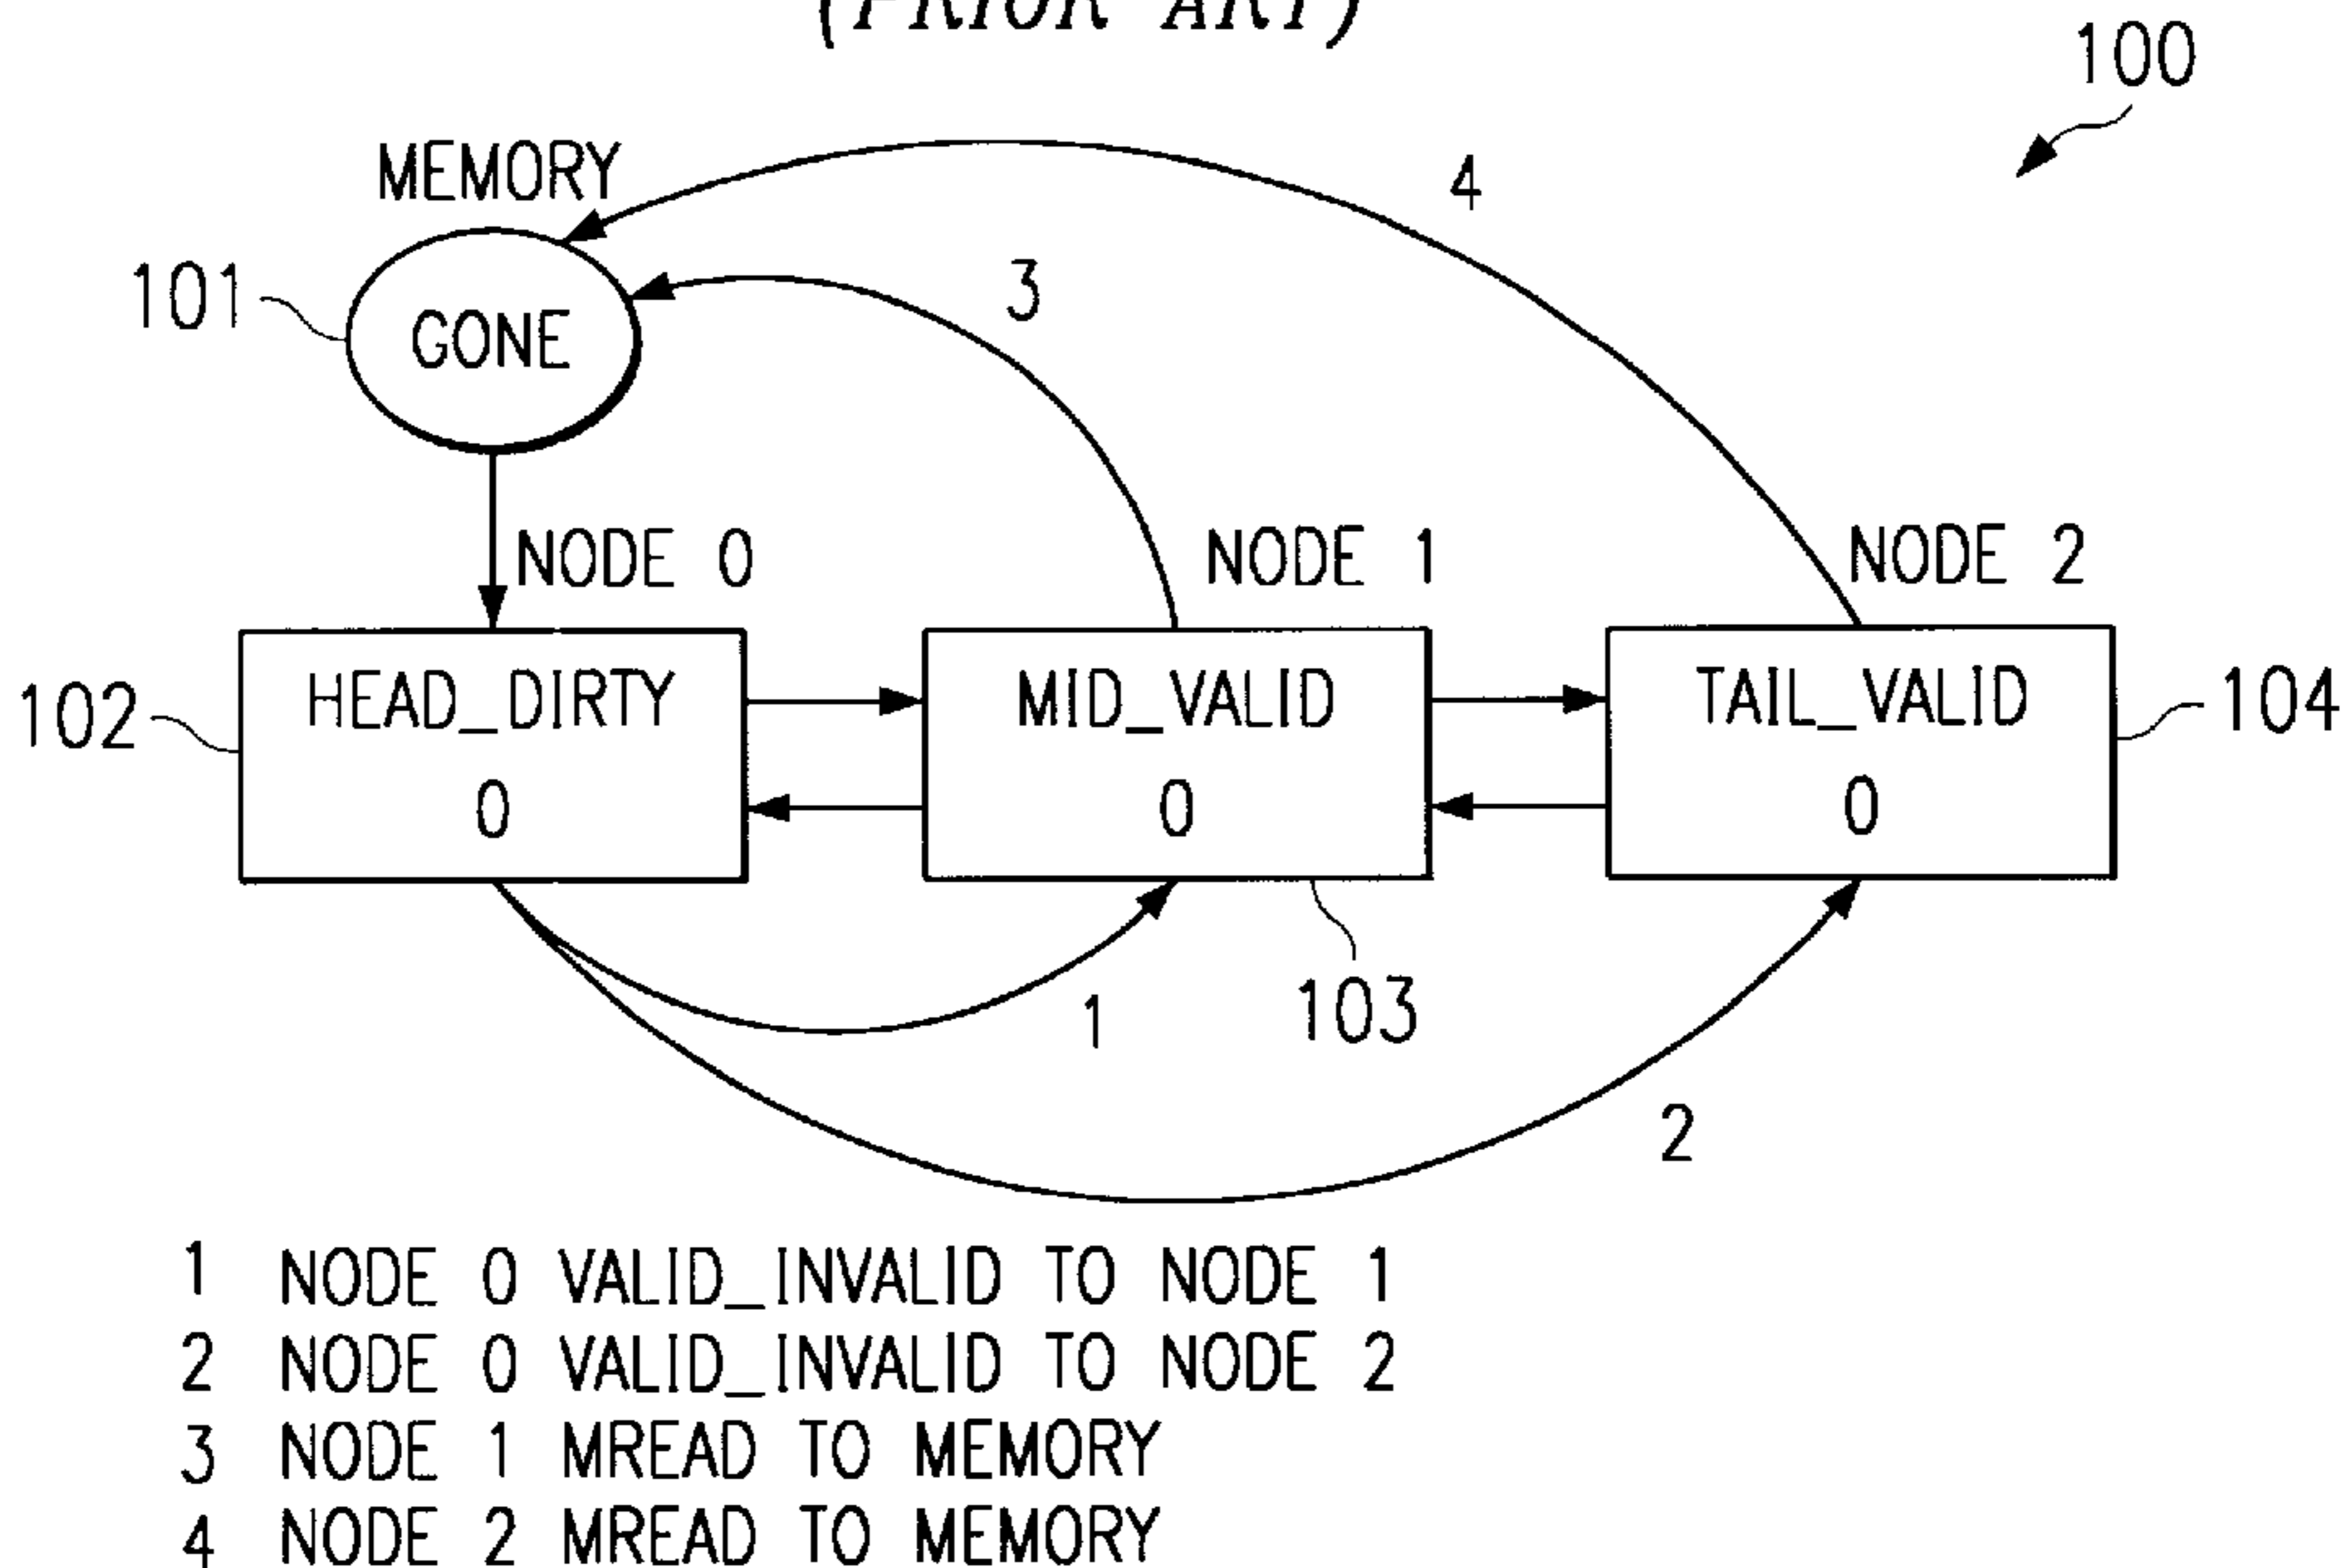 (PRIOR ART)
100
MEMORY
4
101
GONE
3
NODE 0
NODE 1
NODE 2
102
HEAD_DIRTY
MID_VALID
TAIL_VALID
104
0
0
0
1
103
2
1 NODE 0 VALID_INVALID TO NODE 1
2 NODE 0 VALID_INVALID TO NODE 2
3 NODE 1 MREAD TO MEMORY
4 NODE 2 MREAD TO MEMORY